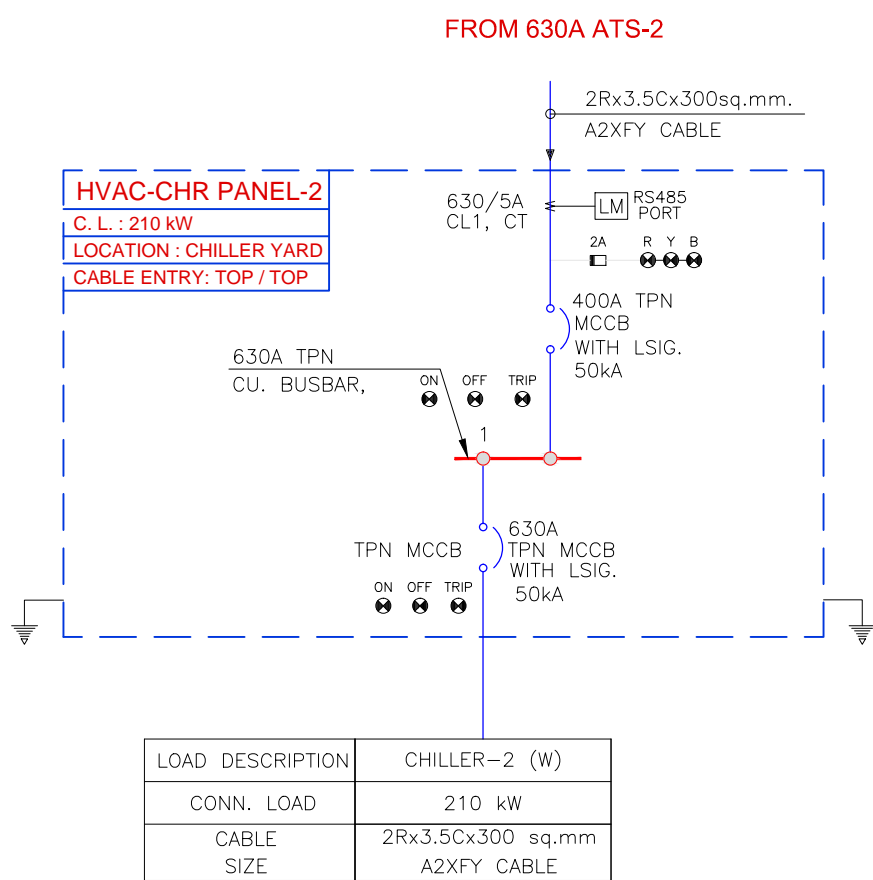 FROM 630A ATS-2
2Rx3.5Cx300sq.mm.
A2XFY CABLE
HVAC-CHR PANEL-2
C. L. : 210 kW
LOCATION : CHILLER YARD
CABLE ENTRY: TOP / TOP
630/5A
CL1, CT
LM
RS485
PORT
2A
R Y B
400A TPN
MCCB
WITH LSIG.
50kA
630A TPN
CU. BUSBAR,
ON OFF TRIP
1
TPN MCCB
630A
TPN MCCB
WITH LSIG.
50kA
ON OFF TRIP
LOAD DESCRIPTION CHILLER-2 (W)
CONN. LOAD 210 kW
CABLE
SIZE
2Rx3.5Cx300 sq.mm
A2XFY CABLE